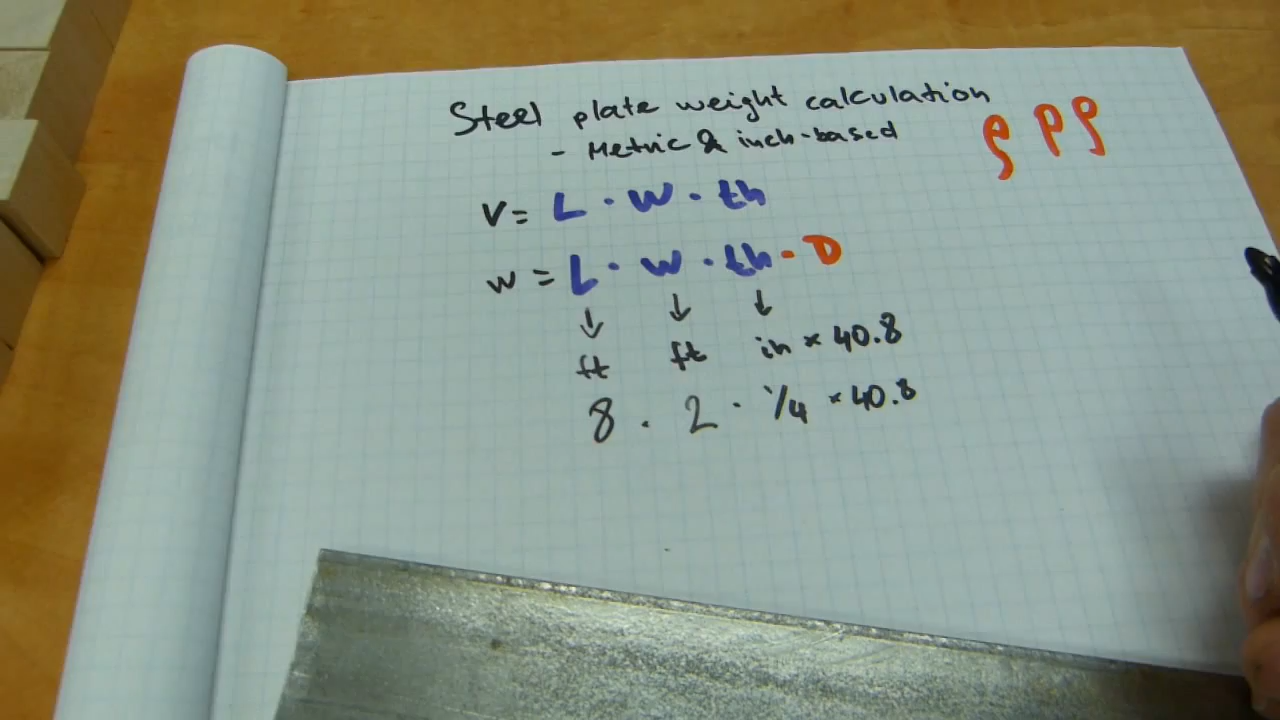 Steel plate weight calculation
- Metric & inch-based
ρ ρ ρ
V = L · W · th
w = L · W · th · D
↓ ↓ ↓
ft ft in × 40.8
8 · 2 · 1/4 × 40.8